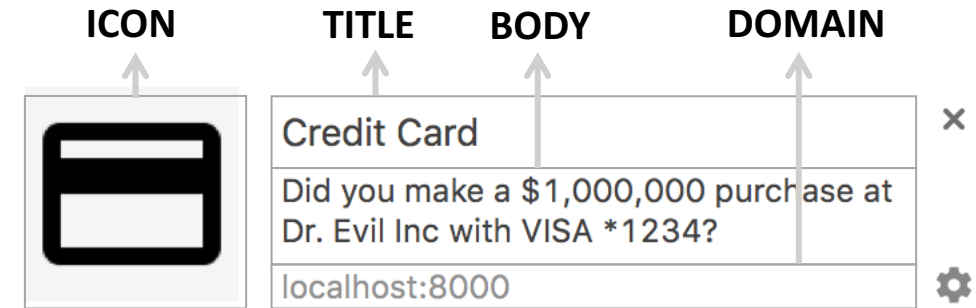 ICON TITLE BODY DOMAIN
Credit Card
Did you make a $1,000,000 purchase at
Dr. Evil Inc with VISA *1234?
localhost:8000